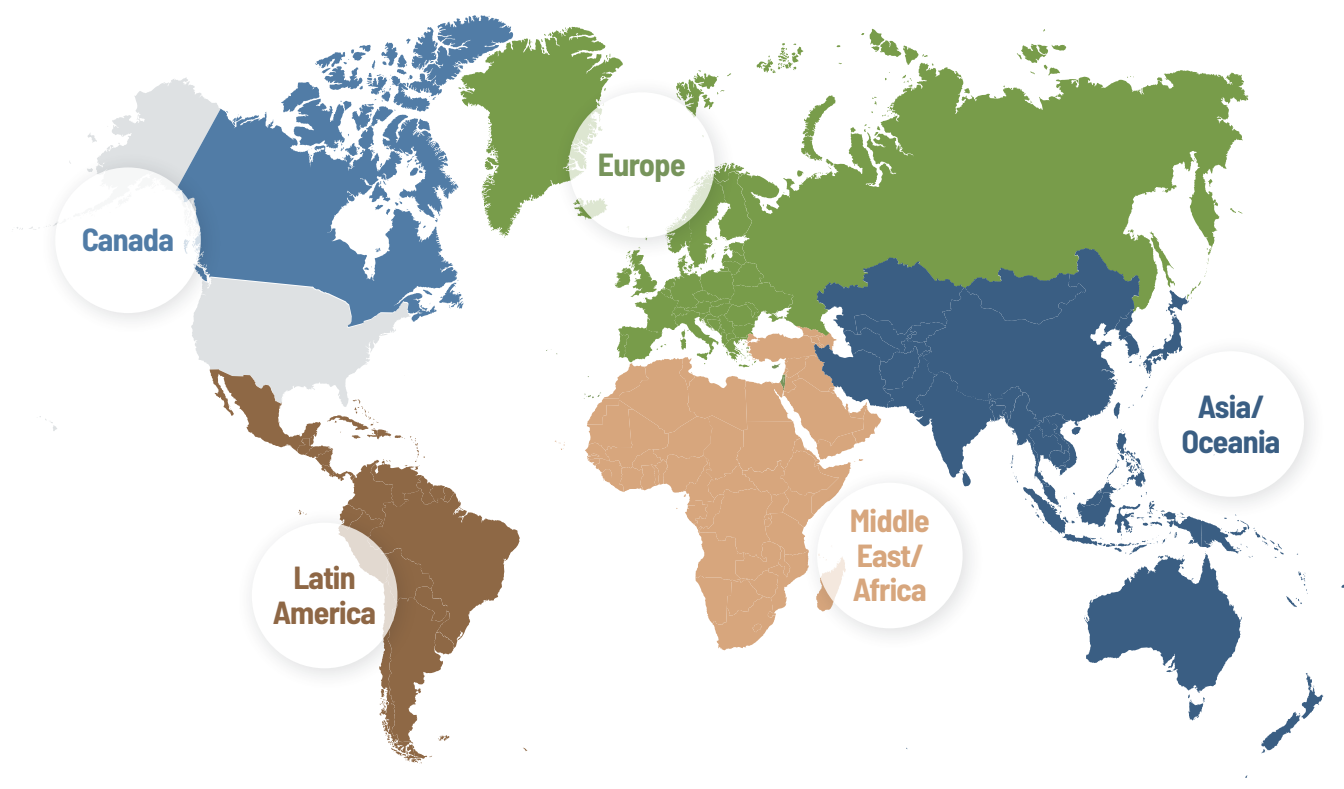 Europe
Canada
Asia/
Oceania
Middle
East/
Africa
Latin
America